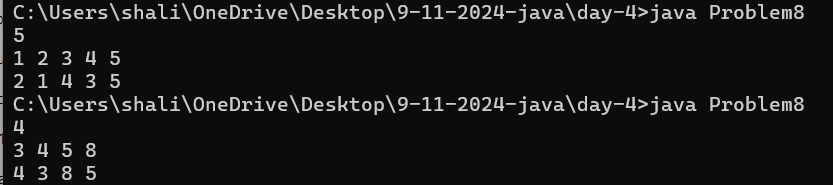 C:\Users\shali\OneDrive\Desktop\9-11-2024-java\day-4>java Problem8
5
1 2 3 4 5
2 1 4 3 5
C:\Users\shali\OneDrive\Desktop\9-11-2024-java\day-4>java Problem8
4
3 4 5 8
4 3 8 5